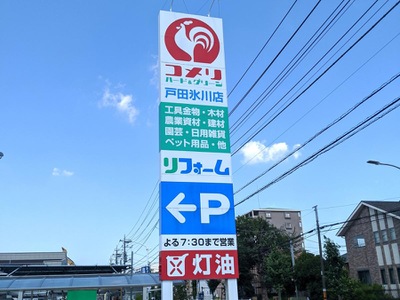 コメリ
ハード&グリーン
戸田氷川店
工具金物・木材
農業資材・建材
園芸・日用雑貨
ペット用品・他
リフォーム
←P
よる7:30まで営業
灯油